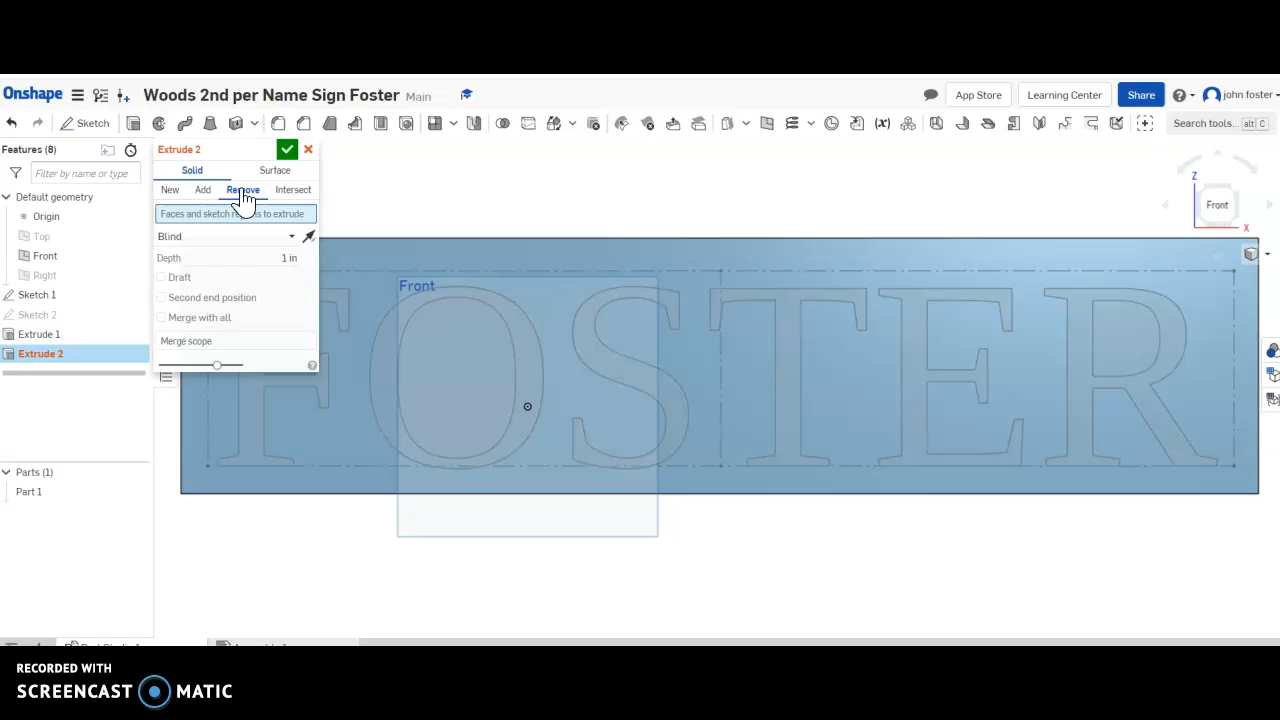 Onshape Woods 2nd per Name Sign Foster Main App Store Learning Center Share john foster
Sketch Search tools... alt C
Features (8)
Filter by name or type
Default geometry
Origin
Top
Front
Right
Sketch 1
Sketch 2
Extrude 1
Extrude 2
Parts (1)
Part 1
Extrude 2
Solid Surface
New Add Remove Intersect
Faces and sketch to extrude
Blind
Depth 1 in
Draft
Second end position
Merge with all
Merge scope
Front
FOSTER
Z
Front
X
RECORDED WITH
SCREENCAST MATIC